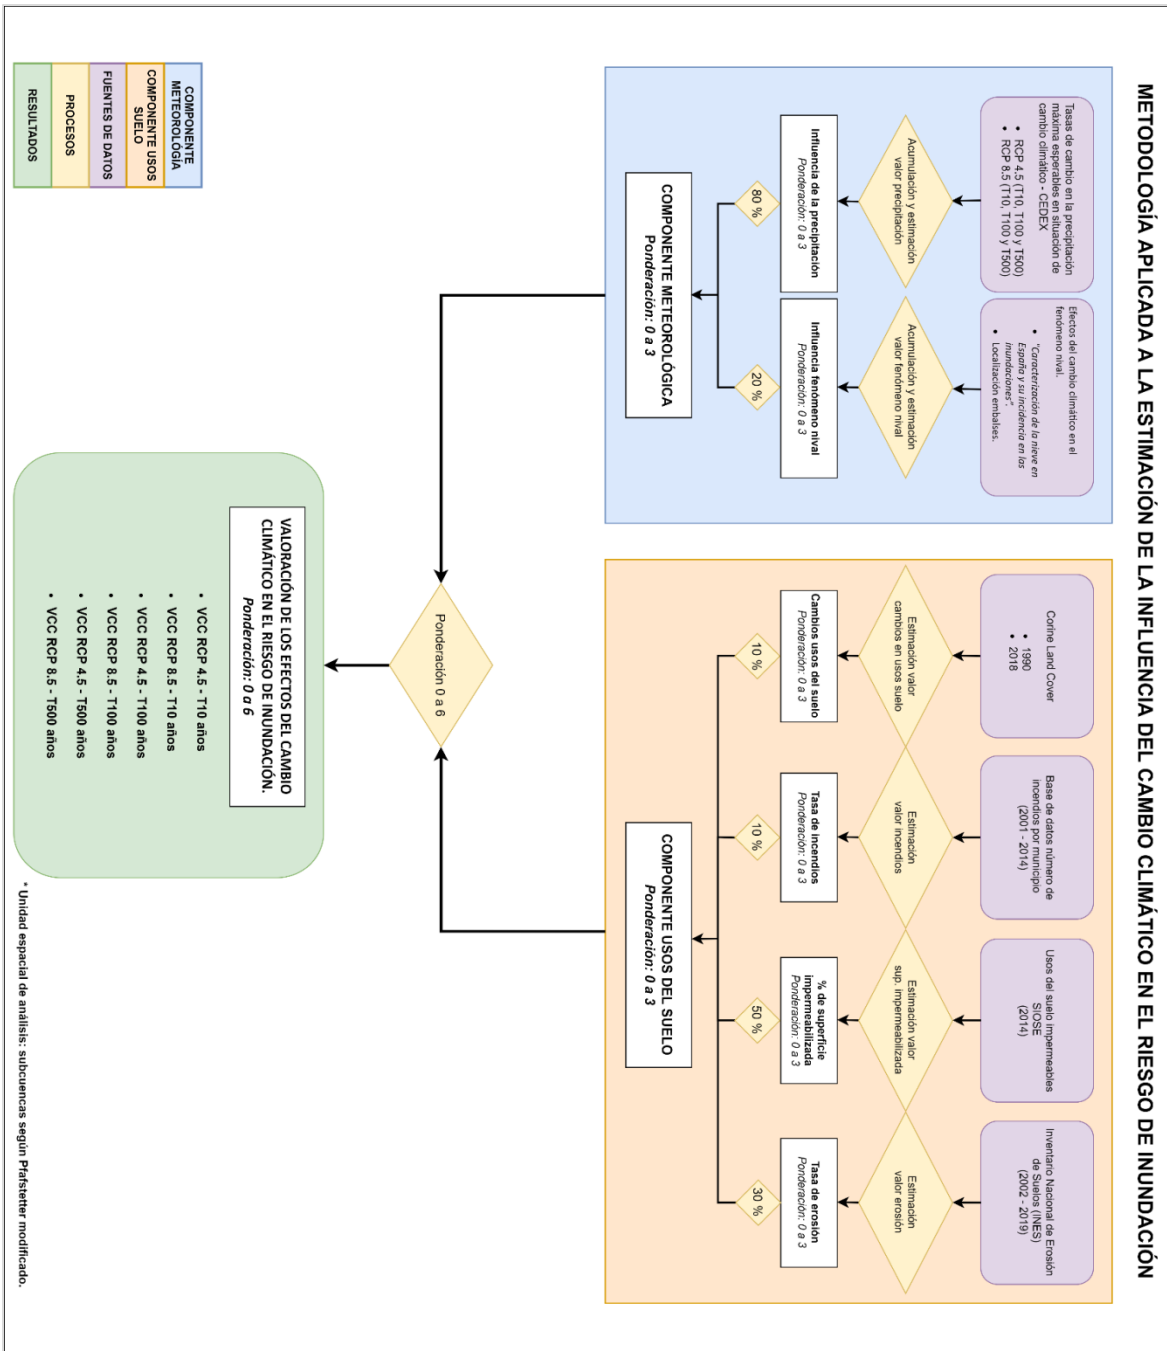 METODOLOGÍA APLICADA A LA ESTIMACIÓN DE LA INFLUENCIA DEL CAMBIO CLIMÁTICO EN EL RIESGO DE INUNDACIÓN
Tasas de cambio en la precipitación
máxima esperables en situación de
cambio climático - CEDEX
• RCP 4.5 (T10, T100 y T500)
• RCP 8.5 (T10, T100 y T500)
Efectos del cambio climático en el
fenómeno nival.
• "Caracterización de la nieve en
España y su incidencia en las
inundaciones".
• Localización embalses.
Acumulación y estimación
valor precipitación
Acumulación y estimación
valor fenómeno nival
Influencia de la precipitación
Ponderación: 0 a 3
Influencia fenómeno nival
Ponderación: 0 a 3
80 %
20 %
COMPONENTE METEOROLÓGICA
Ponderación: 0 a 3
Corine Land Cover
• 1990
• 2018
Base de datos número de
incendios por municipio
(2001 - 2014)
Usos del suelo impermeables
SIOSE
(2014)
Inventario Nacional de Erosión
de Suelos (INES)
(2002 - 2019)
Estimación valor
cambios en usos suelo
Estimación
valor incendios
Estimación valor
sup. impermeabilizada
Estimación
valor erosión
Cambios usos del suelo
Ponderación: 0 a 3
Tasa de incendios
Ponderación: 0 a 3
% de superficie
impermeabilizada
Ponderación: 0 a 3
Tasa de erosión
Ponderación: 0 a 3
10 %
10 %
50 %
30 %
COMPONENTE USOS DEL SUELO
Ponderación: 0 a 3
Ponderación 0 a 6
VALORACIÓN DE LOS EFECTOS DEL CAMBIO
CLIMÁTICO EN EL RIESGO DE INUNDACIÓN.
Ponderación: 0 a 6
• VCC RCP 4.5 - T10 años
• VCC RCP 8.5 - T10 años
• VCC RCP 4.5 - T100 años
• VCC RCP 8.5 - T100 años
• VCC RCP 4.5 - T500 años
• VCC RCP 8.5 - T500 años
COMPONENTE
METEOROLÓGÍA
COMPONENTE USOS
SUELO
FUENTES DE DATOS
PROCESOS
RESULTADOS
* Unidad espacial de análisis: subcuencas según Pfafstetter modificado.